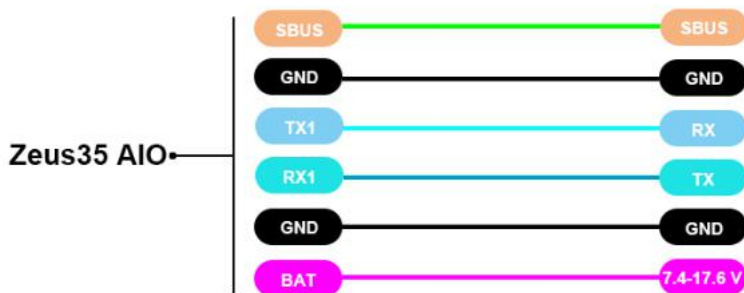 SBUS SBUS
GND GND
TX1 RX
Zeus35 AIO
RX1 TX
GND GND
BAT 7.4-17.6 V